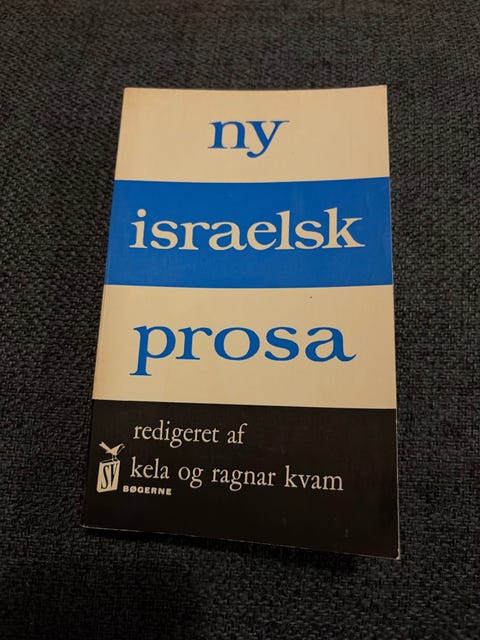 ny
israelsk
prosa
redigeret af
kela og ragnar kvam
SV
BØGERNE